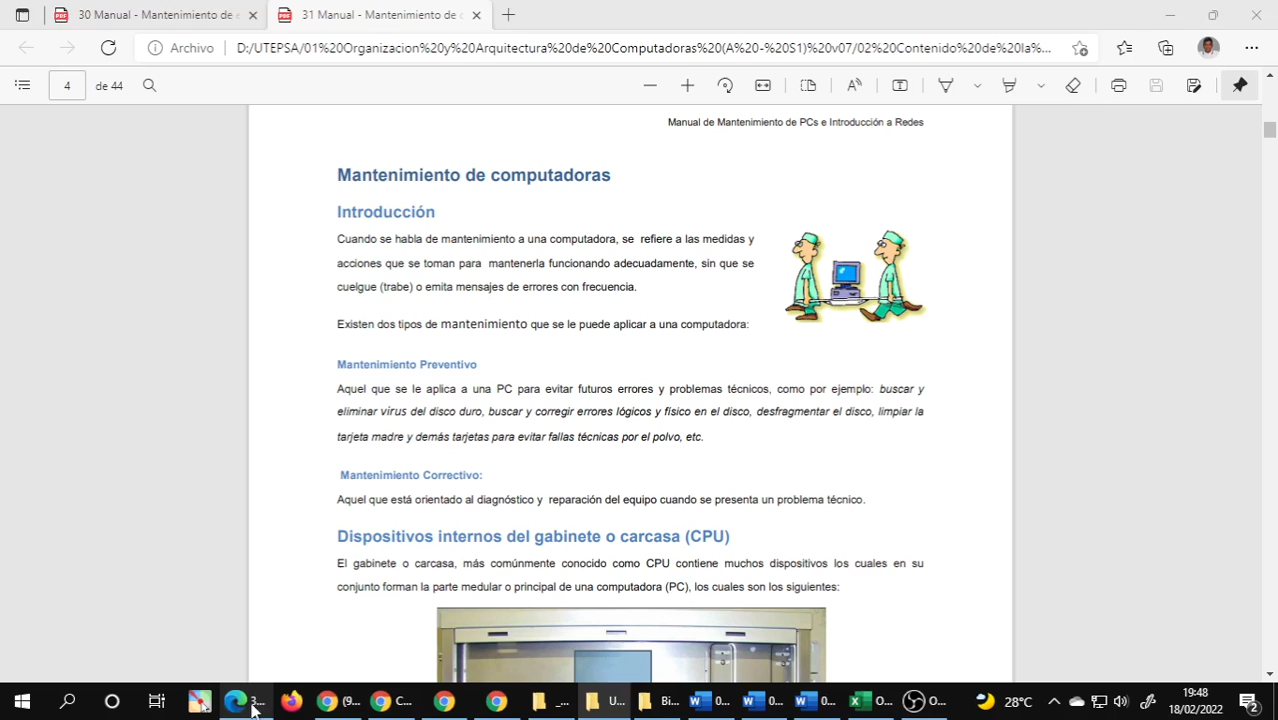 30 Manual - Mantenimiento de e
31 Manual - Mantenimiento de c
Archivo
D:/UTEPSA/01%20Organizacion%20y%20Arquitectura%20de%20Computadoras%20(A%20-%20S1)%20v07/02%20Contenido%20de%20la%...
4 de 44
Manual de Mantenimiento de PCs e Introducción a Redes
Mantenimiento de computadoras
Introducción
Cuando se habla de mantenimiento a una computadora, se refiere a las medidas y
acciones que se toman para mantenerla funcionando adecuadamente, sin que se
cuelgue (trabe) o emita mensajes de errores con frecuencia.
Existen dos tipos de mantenimiento que se le puede aplicar a una computadora:
Mantenimiento Preventivo
Aquel que se le aplica a una PC para evitar futuros errores y problemas técnicos, como por ejemplo: buscar y
eliminar virus del disco duro, buscar y corregir errores lógicos y físico en el disco, desfragmentar el disco, limpiar la
tarjeta madre y demás tarjetas para evitar fallas técnicas por el polvo, etc.
Mantenimiento Correctivo:
Aquel que está orientado al diagnóstico y reparación del equipo cuando se presenta un problema técnico.
Dispositivos internos del gabinete o carcasa (CPU)
El gabinete o carcasa, más comúnmente conocido como CPU contiene muchos dispositivos los cuales en su
conjunto forman la parte medular o principal de una computadora (PC), los cuales son los siguientes:
3... (9... C... _... U... Bi... 0... 0... 0... O... O... 28°C 19:48
18/02/2022
2